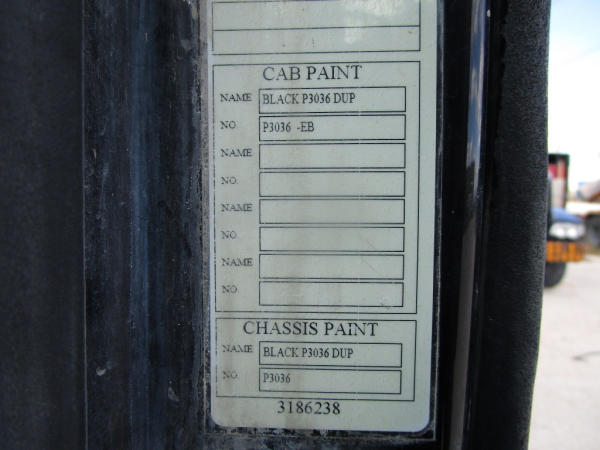 CAB PAINT
NAME BLACK P3036 DUP
NO. P3036 -EB
NAME
NO.
NAME
NO.
NAME
NO.
CHASSIS PAINT
NAME BLACK P3036 DUP
NO. P3036
3186238